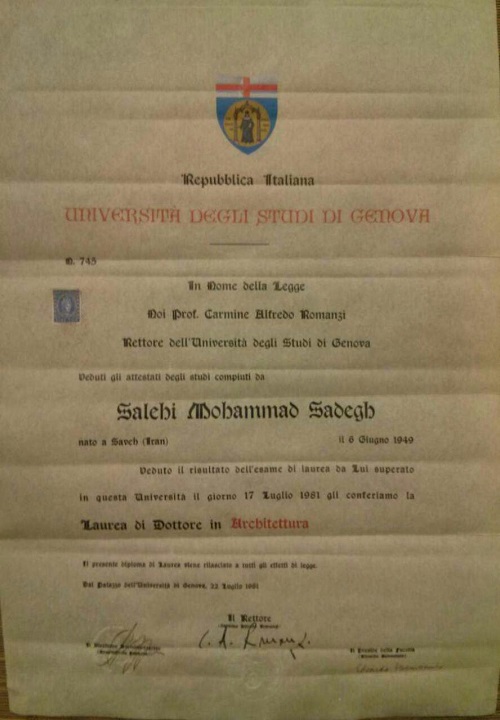 Repubblica Italiana
UNIVERSITÀ DEGLI STUDI DI GENOVA
N. 745
In Nome della Legge
Noi Prof. Carmine Alfredo Romanzi
Rettore dell'Università degli Studi di Genova
Veduti gli attestati degli studi compiuti da
Salehi Mohammad Sadegh
nato a Saveh (Iran) il 6 Giugno 1949
Veduto il risultato dell'esame di laurea da Lui superato
in questa Università il giorno 17 Luglio 1981 gli conferiamo la
Laurea di Dottore in Architettura
Il presente diploma di Laurea viene rilasciato a tutti gli effetti di legge.
Dal Palazzo dell'Università di Genova, 22 Luglio 1981
Il Rettore
Il Preside della Facoltà